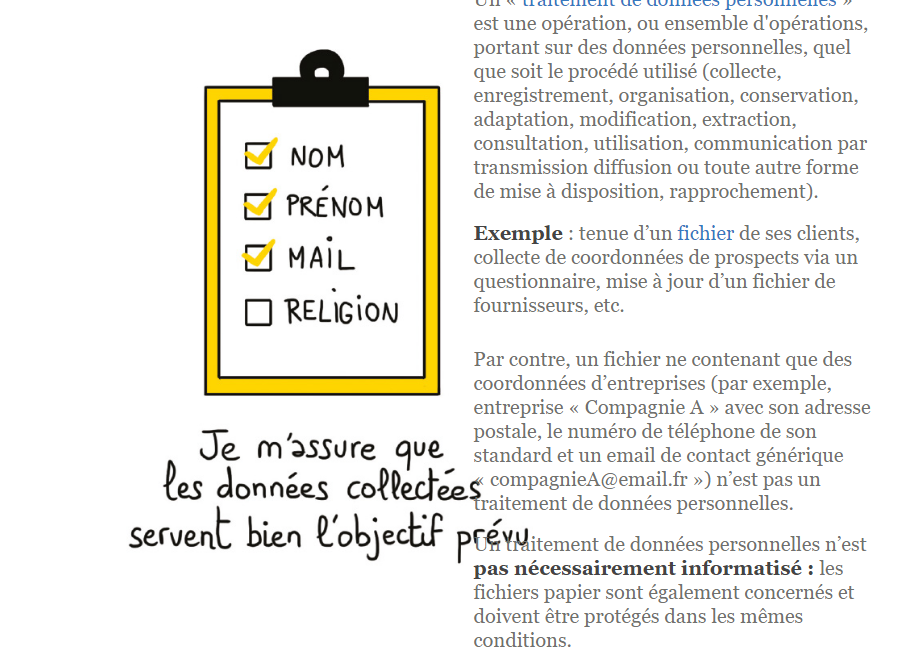 NOM
PRÉNOM
MAIL
RELIGION
Je m'assure que
les données collectées
servent bien l'objectif prévu
Un « traitement de données personnelles »
est une opération, ou ensemble d'opérations,
portant sur des données personnelles, quel
que soit le procédé utilisé (collecte,
enregistrement, organisation, conservation,
adaptation, modification, extraction,
consultation, utilisation, communication par
transmission diffusion ou toute autre forme
de mise à disposition, rapprochement).
Exemple : tenue d’un fichier de ses clients,
collecte de coordonnées de prospects via un
questionnaire, mise à jour d’un fichier de
fournisseurs, etc.
Par contre, un fichier ne contenant que des
coordonnées d’entreprises (par exemple,
entreprise « Compagnie A » avec son adresse
postale, le numéro de téléphone de son
standard et un email de contact générique
« compagnieA@email.fr ») n’est pas un
traitement de données personnelles.
Un traitement de données personnelles n’est
pas nécessairement informatisé : les
fichiers papier sont également concernés et
doivent être protégés dans les mêmes
conditions.